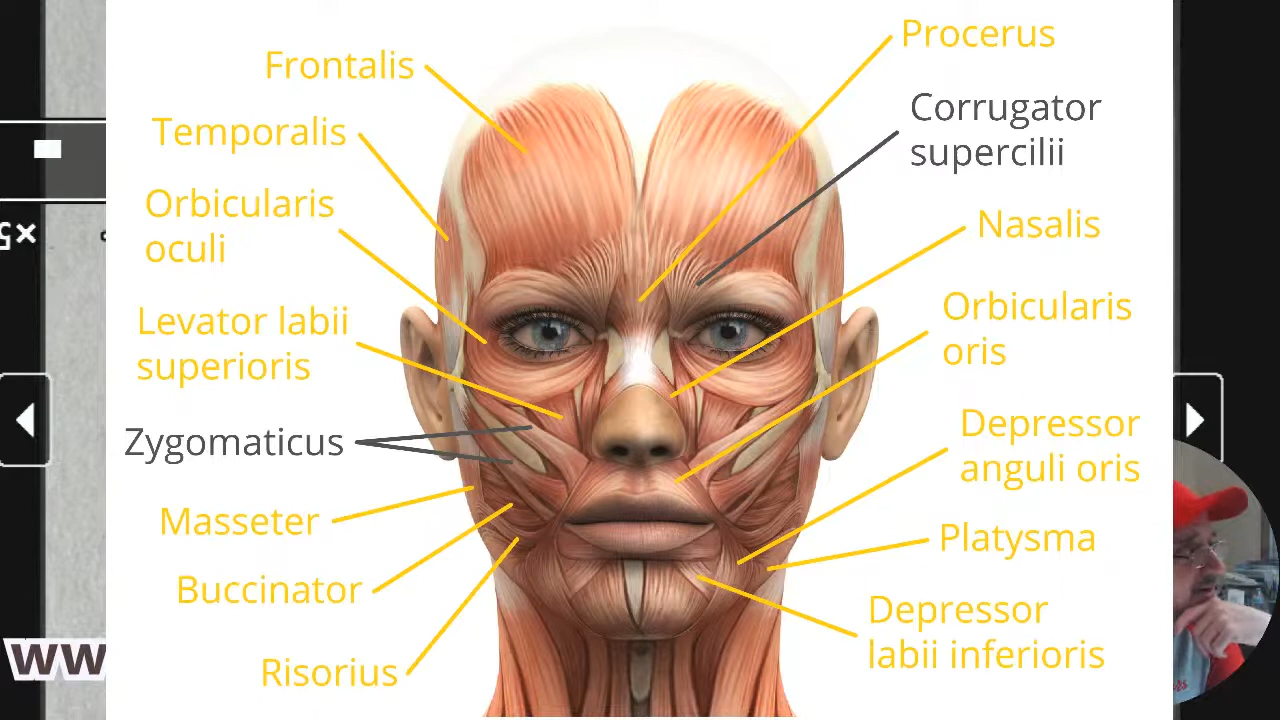 Frontalis
Temporalis
Orbicularis
oculi
Levator labii
superioris
Zygomaticus
Masseter
Buccinator
Risorius
Procerus
Corrugator
supercilii
Nasalis
Orbicularis
oris
Depressor
anguli oris
Platysma
Depressor
labii inferioris
ww